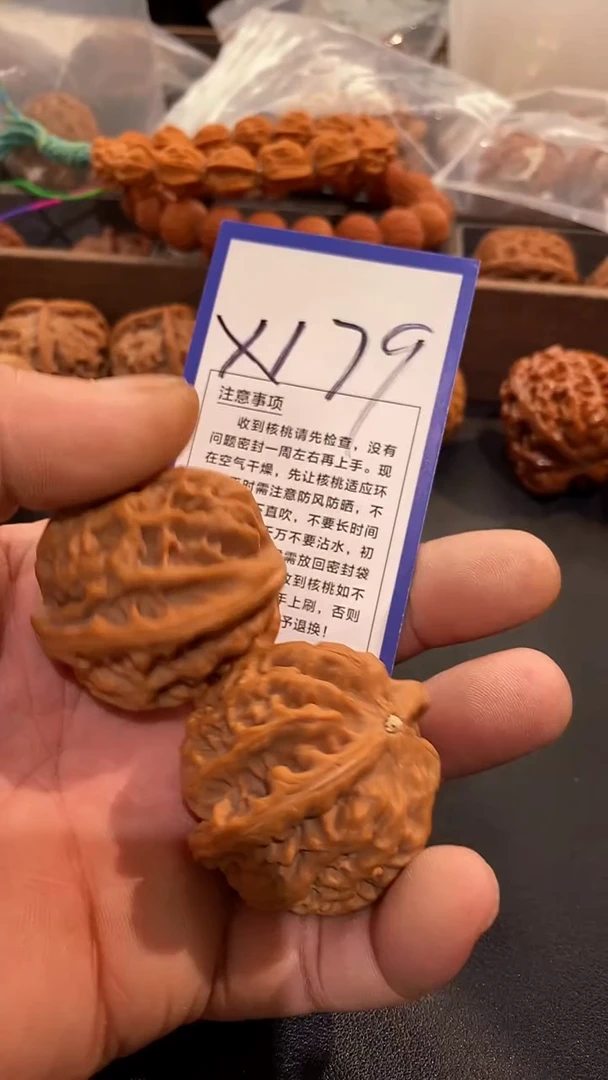 X179
注意事项
收到核桃请先检查，没有
问题密封一周左右再上手。现
在空气干燥，先让核桃适应环
时需注意防风防晒，不
直吹，不要长时间
千万不要沾水，初
需放回密封袋
收到核桃如不
手上刷，否则
予退换！